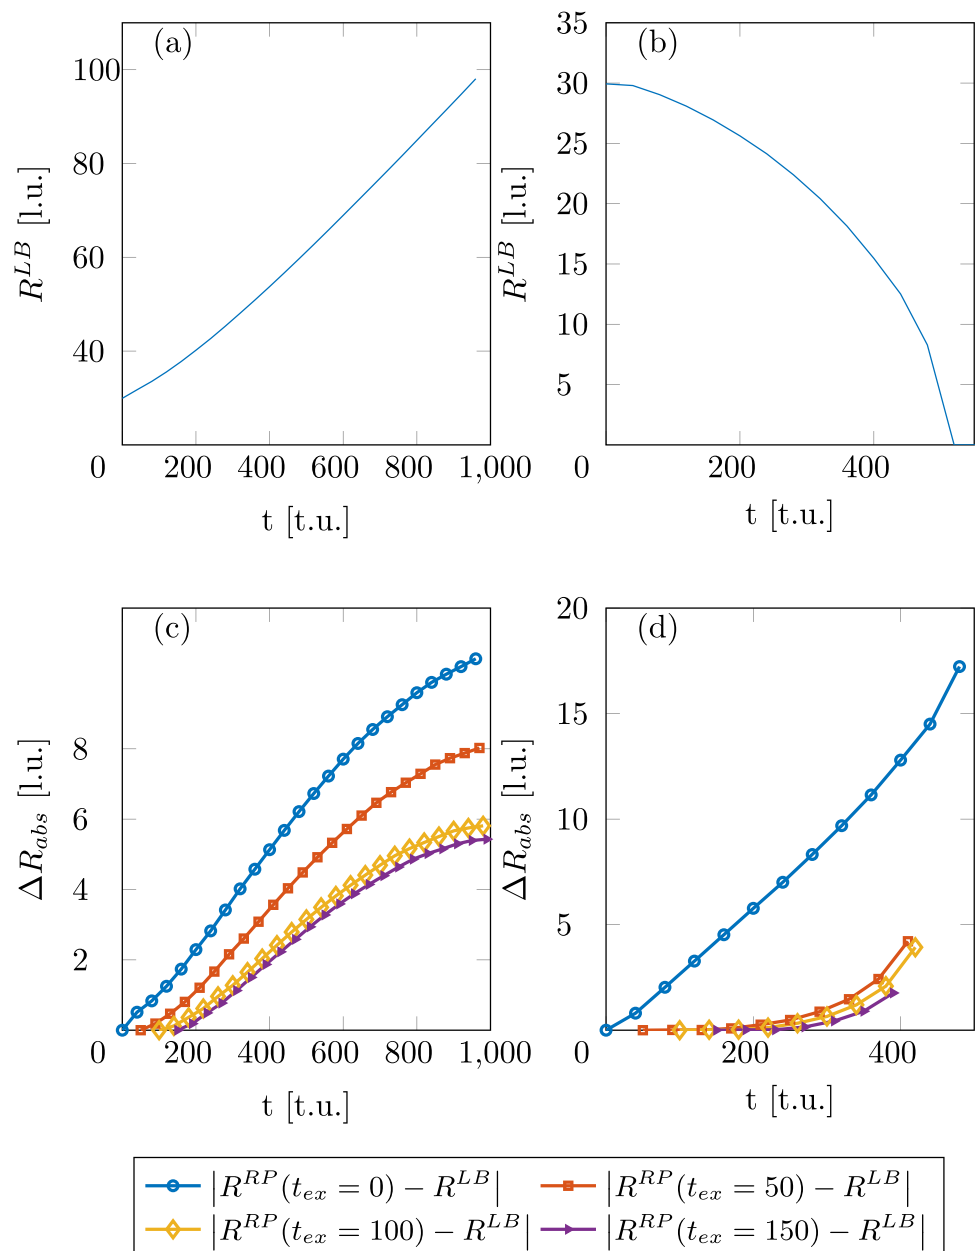 (a)
100
80
60
40
R^{LB} [l.u.]
0 200 400 600 800 1,000
t [t.u.]
(b)
35
30
25
20
15
10
5
R^{LB} [l.u.]
0 200 400
t [t.u.]
(c)
8
6
4
2
ΔR_{abs} [l.u.]
0 200 400 600 800 1,000
t [t.u.]
(d)
20
15
10
5
ΔR_{abs} [l.u.]
0 200 400
t [t.u.]
|R^{RP}(t_{ex} = 0) − R^{LB}| |R^{RP}(t_{ex} = 50) − R^{LB}|
|R^{RP}(t_{ex} = 100) − R^{LB}| |R^{RP}(t_{ex} = 150) − R^{LB}|